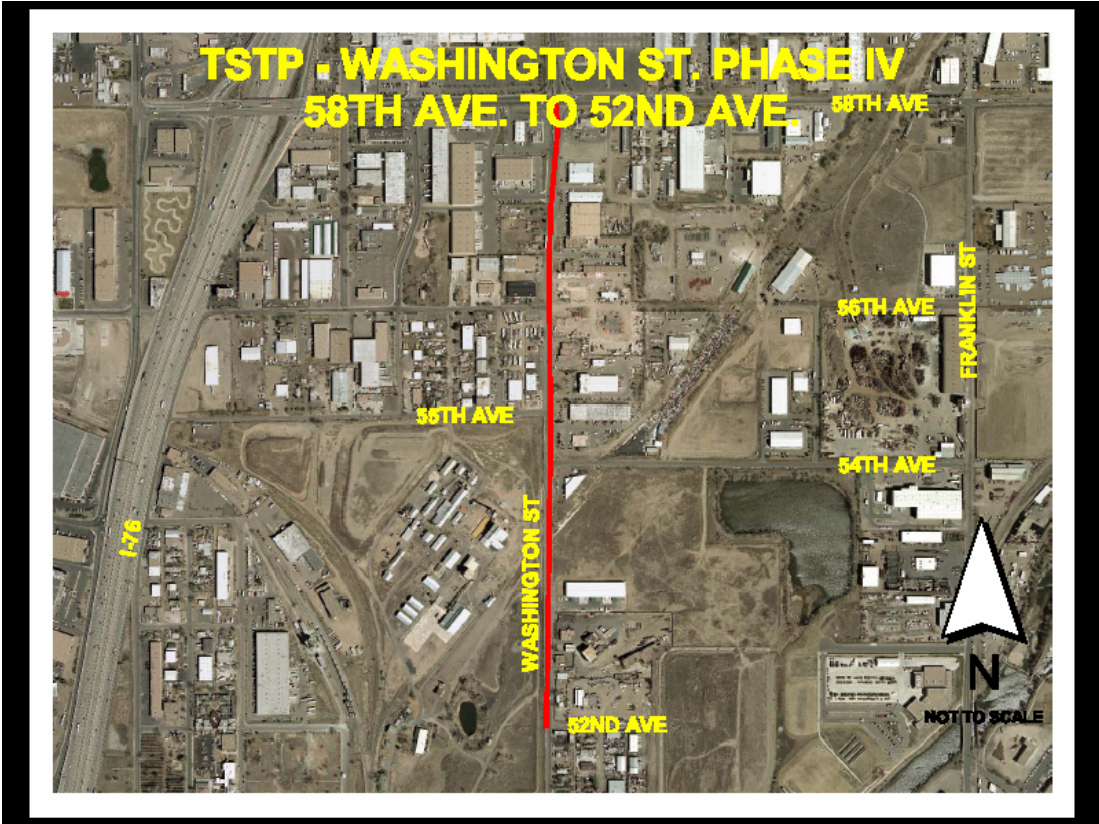 TSTP - WASHINGTON ST. PHASE IV
58TH AVE. TO 52ND AVE.
58TH AVE
56TH AVE
FRANKLIN ST
55TH AVE
54TH AVE
I-76
WASHINGTON ST
N
NOT TO SCALE
52ND AVE